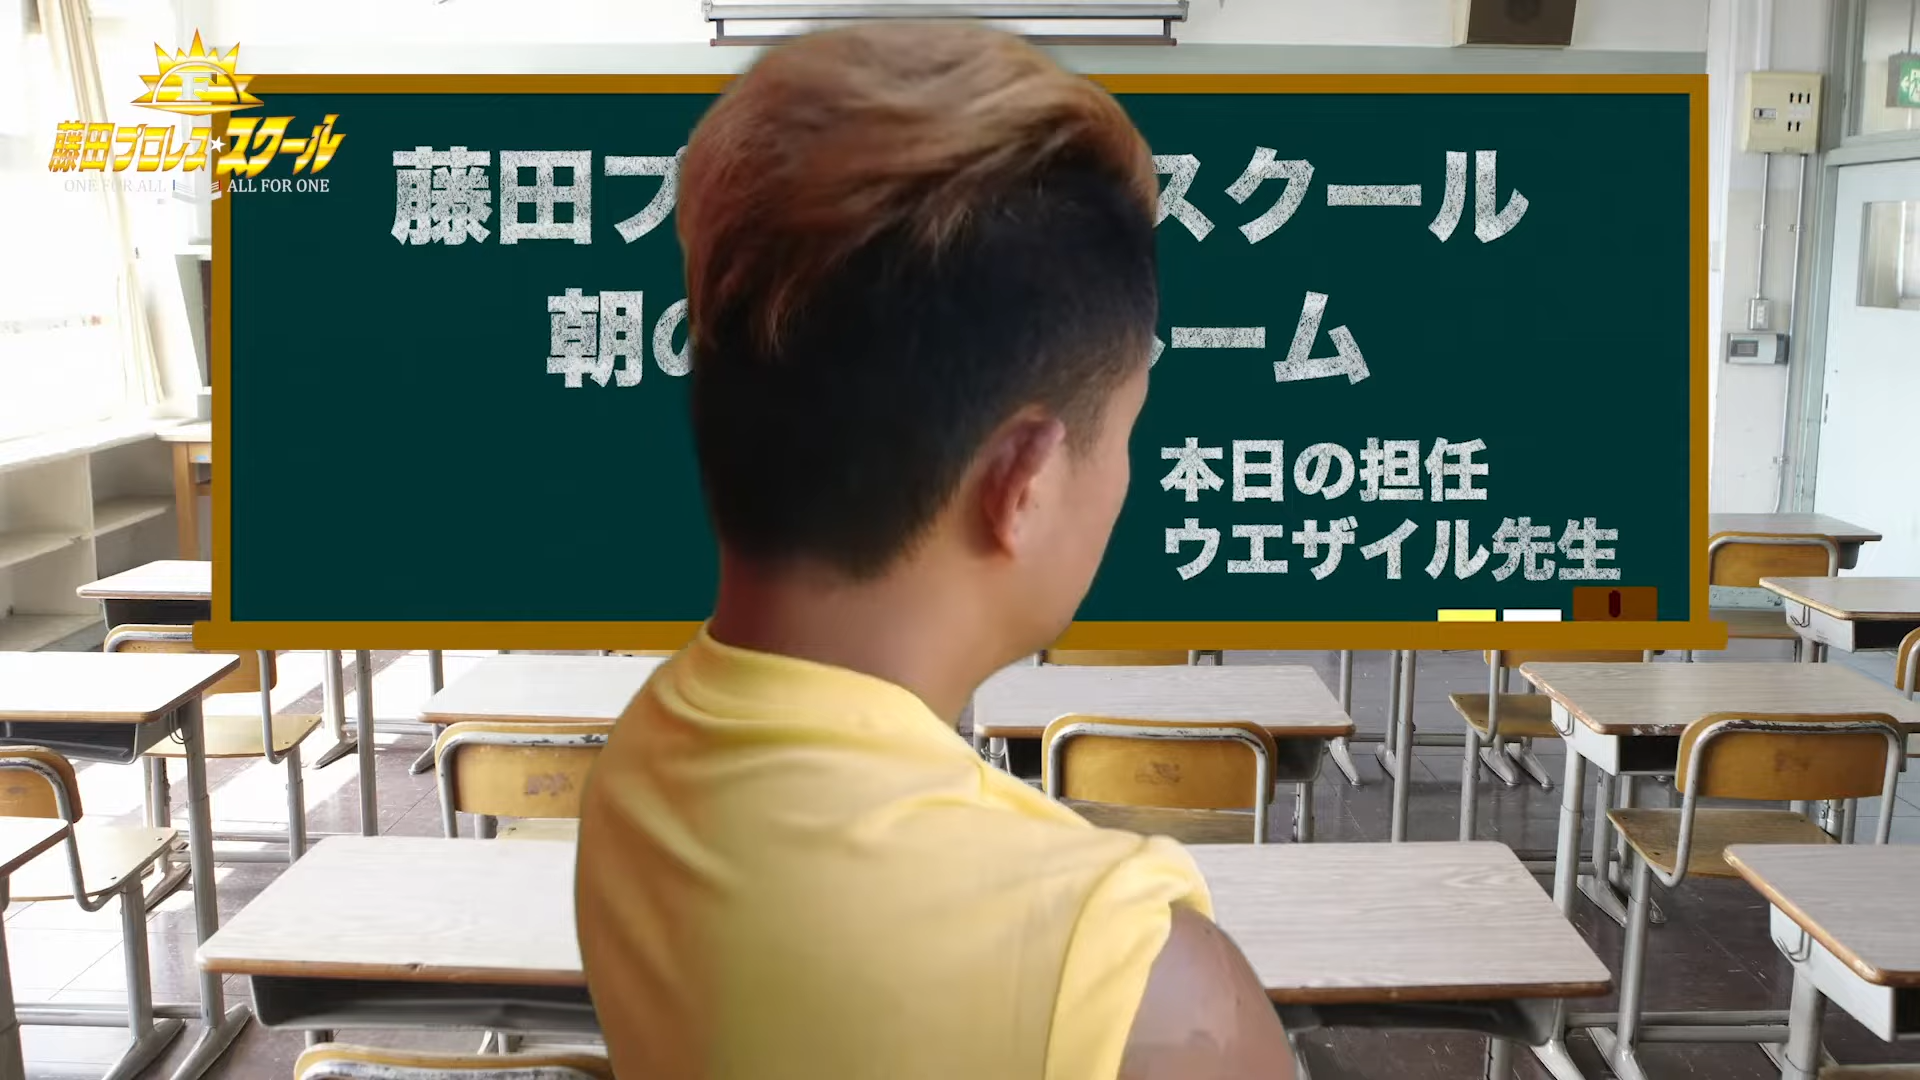 藤田プロレス★スクール
ONE FOR ALL ALL FOR ONE
藤田プ スクール
朝の ルーム
本日の担任
ウエザイル先生